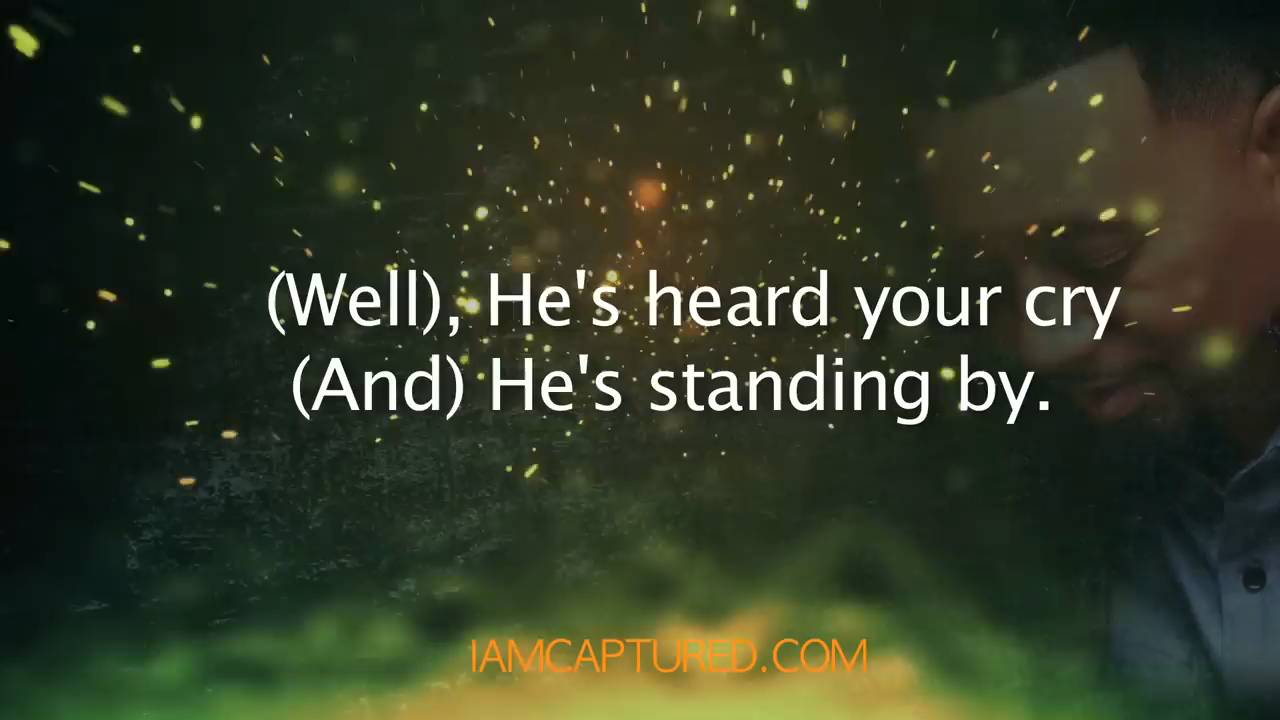 (Well), He's heard your cry
(And) He's standing by.
IAMCAPTURED.COM